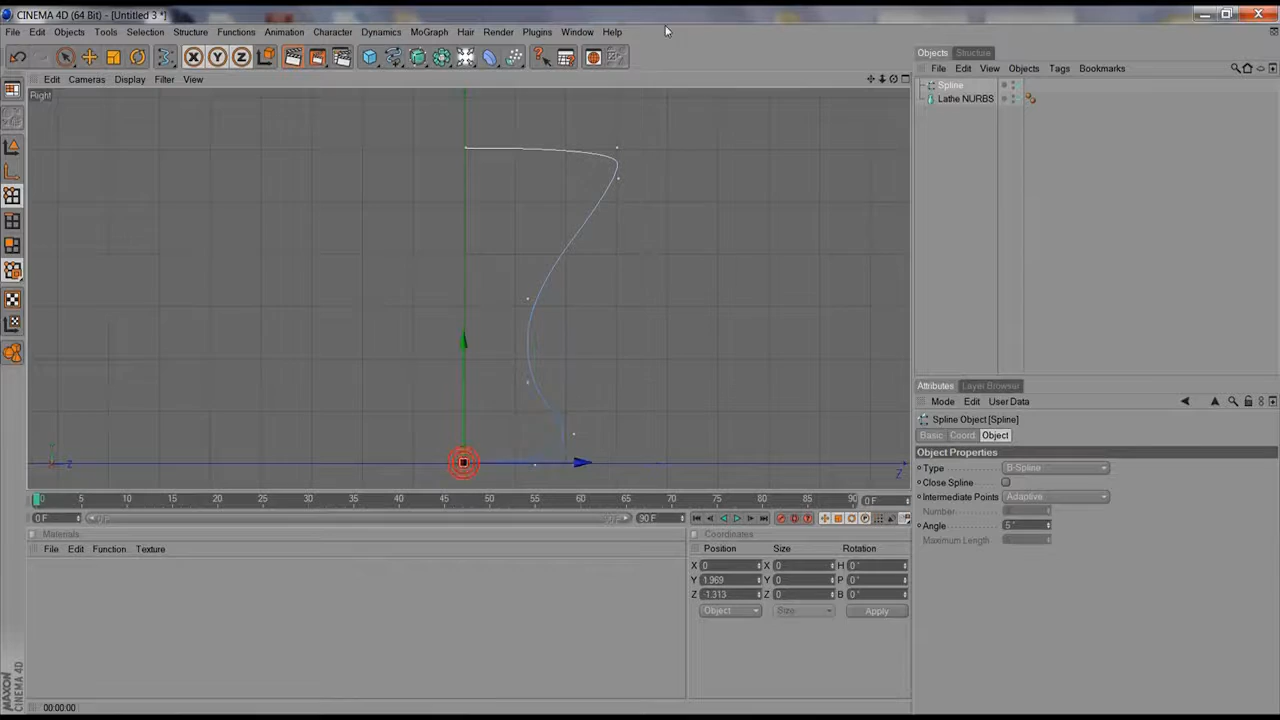 CINEMA 4D (64 Bit) - [Untitled 3 *]
File Edit Objects Tools Selection Structure Functions Animation Character Dynamics MoGraph Hair Render Plugins Window Help
X Y Z
Objects Structure
File Edit View Objects Tags Bookmarks
Edit Cameras Display Filter View
Spline
Lathe NURBS
Right
Attributes Layer Browser
Mode Edit User Data
Spline Object [Spline]
Basic Coord. Object
Object Properties
Type B-Spline
Close Spline
Intermediate Points Adaptive
Number
Angle 5°
Maximum Length
Y
Z
Z
0 5 10 15 20 25 30 35 40 45 50 55 60 65 70 75 80 85 90 0 F
0 F 90 F
Materials
File Edit Function Texture
Coordinates
Position Size Rotation
X 0 X 0 H 0°
Y 1.969 Y 0 P 0°
Z -1.313 Z 0 B 0°
Object Size Apply
MAXON
CINEMA 4D
00:00:00